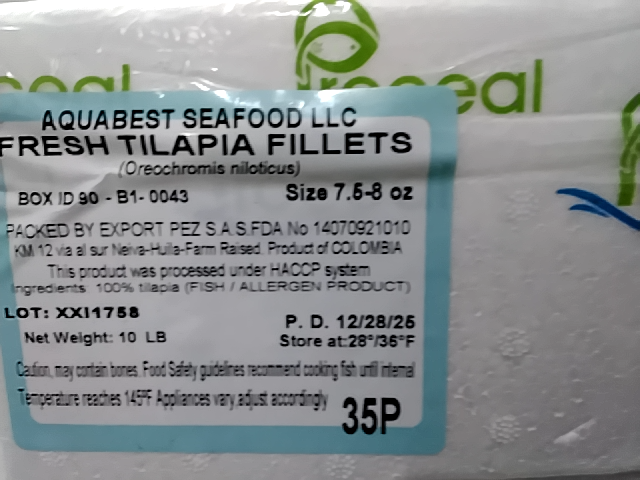 Proceal
AQUABEST SEAFOOD LLC
FRESH TILAPIA FILLETS
(Oreochromis niloticus)
BOX ID 90 - B1- 0043
Size 7.5-8 oz
PACKED BY EXPORT PEZ S.A.S.FDA No 14070921010
KM 12 via al sur Neiva-Huila-Farm Raised. Product of COLOMBIA
This product was processed under HACCP system
Ingredients: 100% tilapia (FISH / ALLERGEN PRODUCT)
LOT: XXI1758
P. D. 12/28/25
Net Weight: 10 LB
Store at:28°/36°F
Caution, may contain bones. Food Safety guidelines recommend cooking fish until internal
Temperature reaches 145°F Appliances vary,adjust accordingly
35P